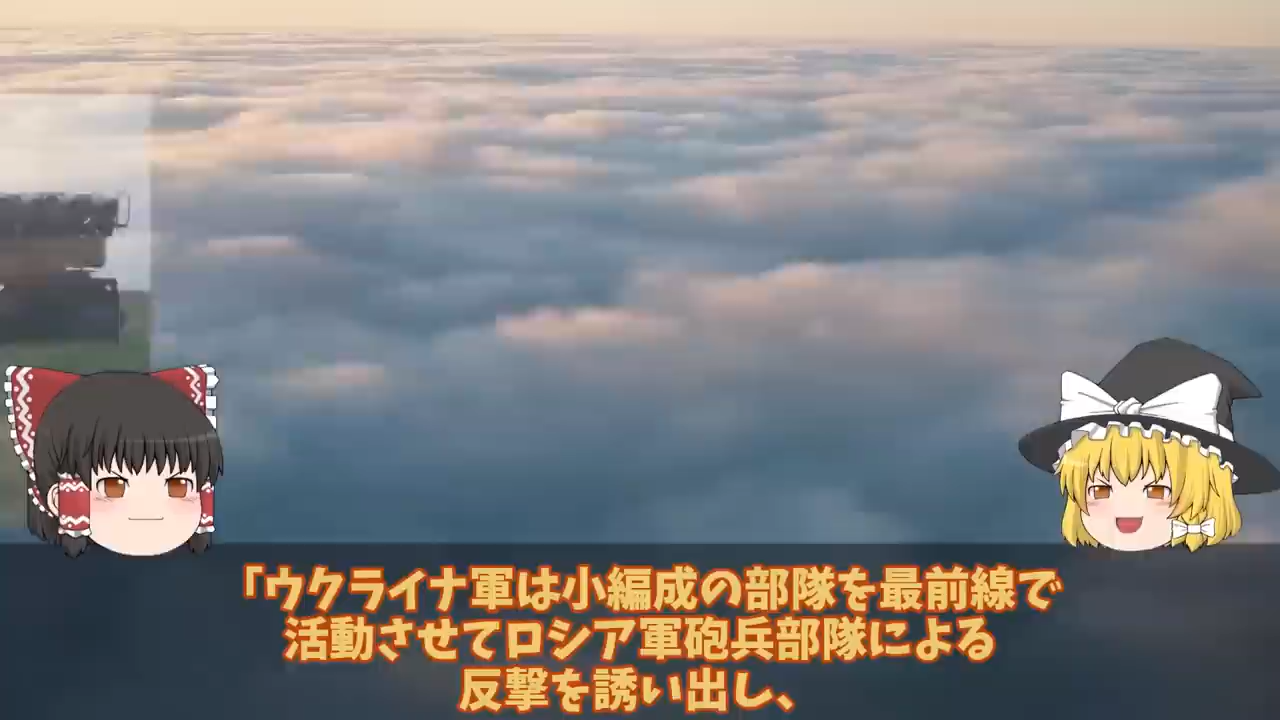 「ウクライナ軍は小編成の部隊を最前線で
活動させてロシア軍砲兵部隊による
反撃を誘い出し、